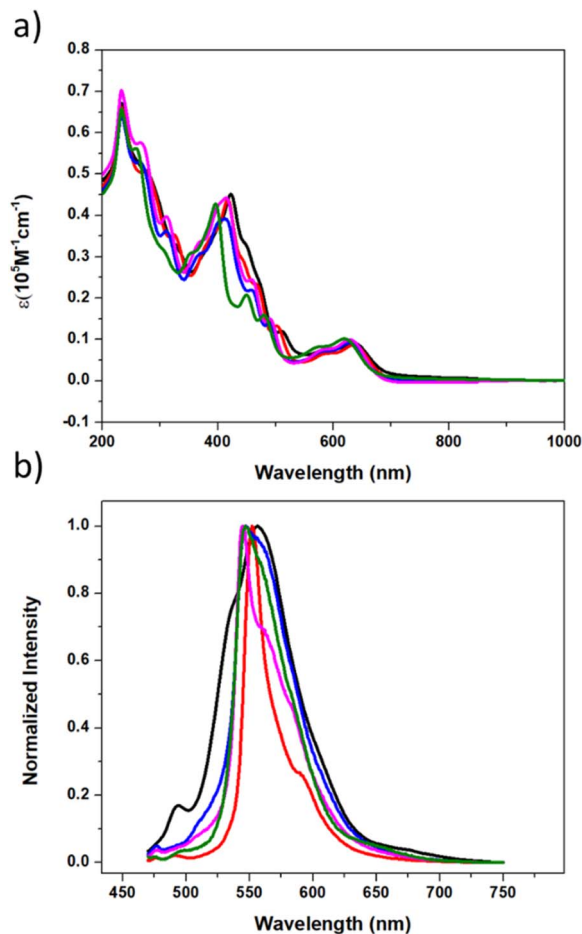 a)
0.8
0.7
0.6
0.5
0.4
0.3
0.2
0.1
0.0
-0.1
200 400 600 800 1000
ε(10⁵M⁻¹cm⁻¹)
Wavelength (nm)
b)
1.0
0.8
0.6
0.4
0.2
0.0
450 500 550 600 650 700 750
Normalized Intensity
Wavelength (nm)